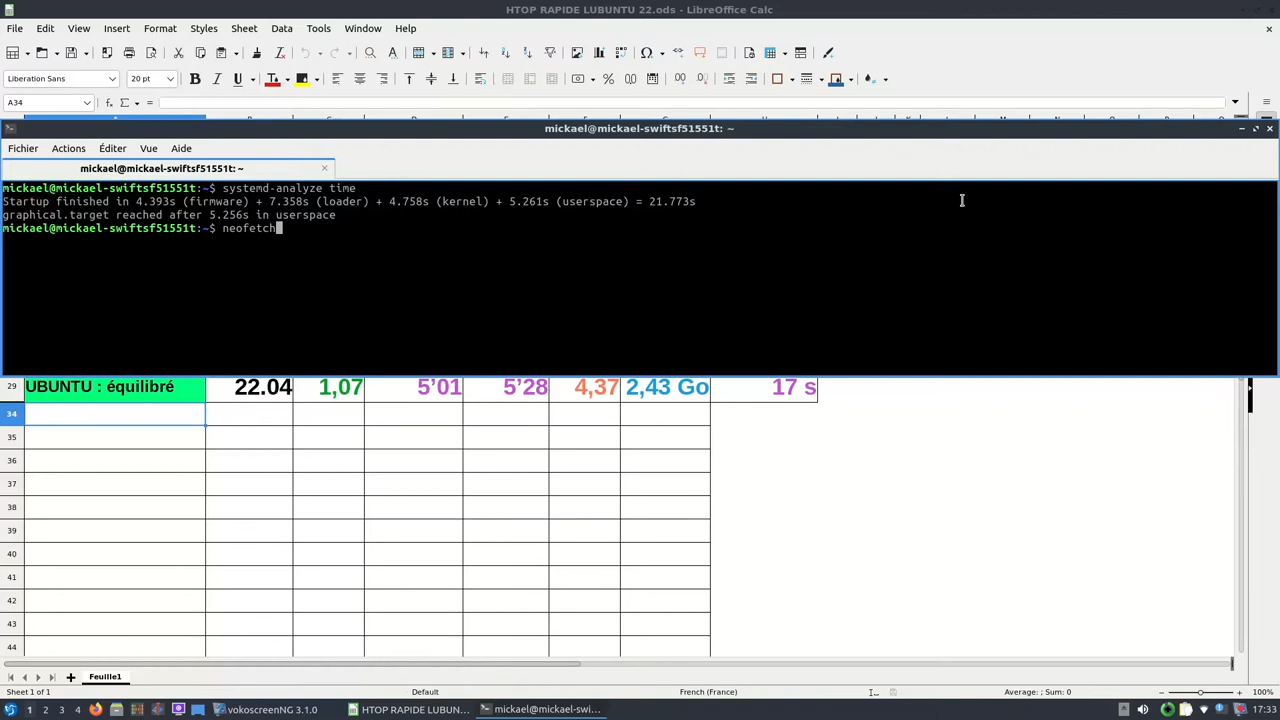 HTOP RAPIDE LUBUNTU 22.ods - LibreOffice Calc
File Edit View Insert Format Styles Sheet Data Tools Window Help
Liberation Sans 20 pt
A34
mickael@mickael-swiftsf51551t: ~
Fichier Actions Éditer Vue Aide
mickael@mickael-swiftsf51551t: ~
mickael@mickael-swiftsf51551t:~$ systemd-analyze time
Startup finished in 4.393s (firmware) + 7.358s (loader) + 4.758s (kernel) + 5.261s (userspace) = 21.773s
graphical.target reached after 5.256s in userspace
mickael@mickael-swiftsf51551t:~$ neofetch
29 UBUNTU : équilibré 22.04 1,07 5’01 5’28 4,37 2,43 Go 17 s
34
35
36
37
38
39
40
41
42
43
44
Feuille1
Sheet 1 of 1 Default French (France) Average: ; Sum: 0 100%
1 2 3 4 vokoscreenNG 3.1.0 HTOP RAPIDE LUBUNT... mickael@mickael-swi... 17:33